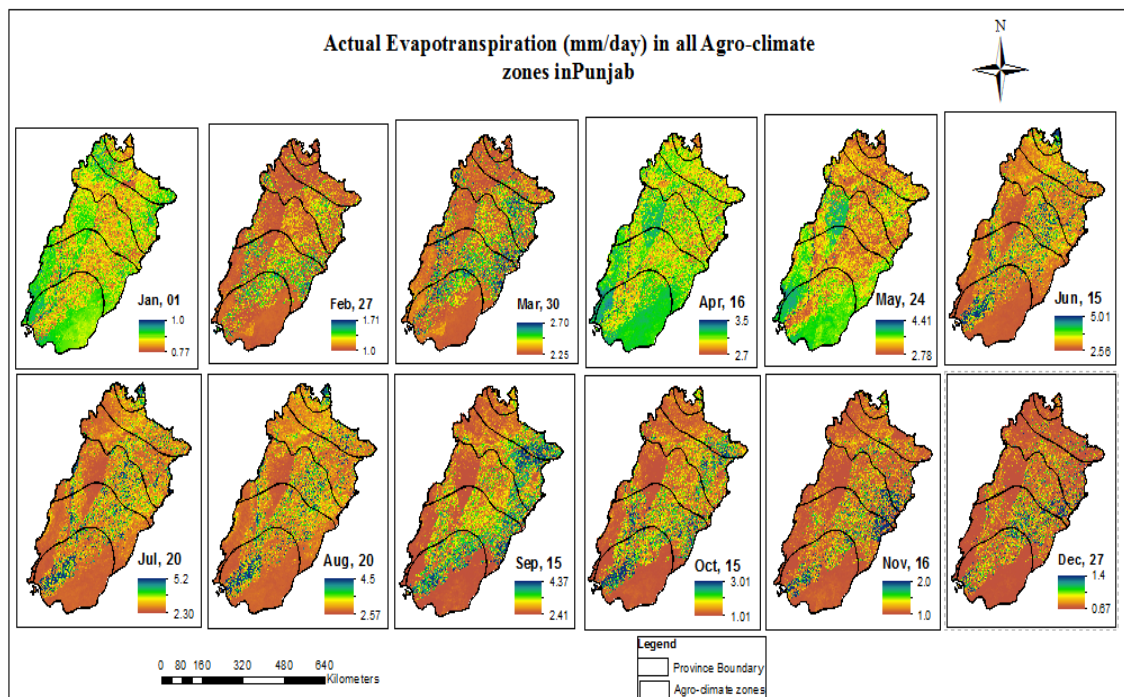 Actual Evapotranspiration (mm/day) in all Agro-climate
zones inPunjab
N
Jan, 01
1.0
0.77
Feb, 27
1.71
1.0
Mar, 30
2.70
2.25
Apr, 16
3.5
2.7
May, 24
4.41
2.78
Jun, 15
5.01
2.56
Jul, 20
5.2
2.30
Aug, 20
4.5
2.57
Sep, 15
4.37
2.41
Oct, 15
3.01
1.01
Nov, 16
2.0
1.0
Dec, 27
1.4
0.67
0 80 160 320 480 640
Kilometers
Legend
Province Boundary
Agro-climate zones